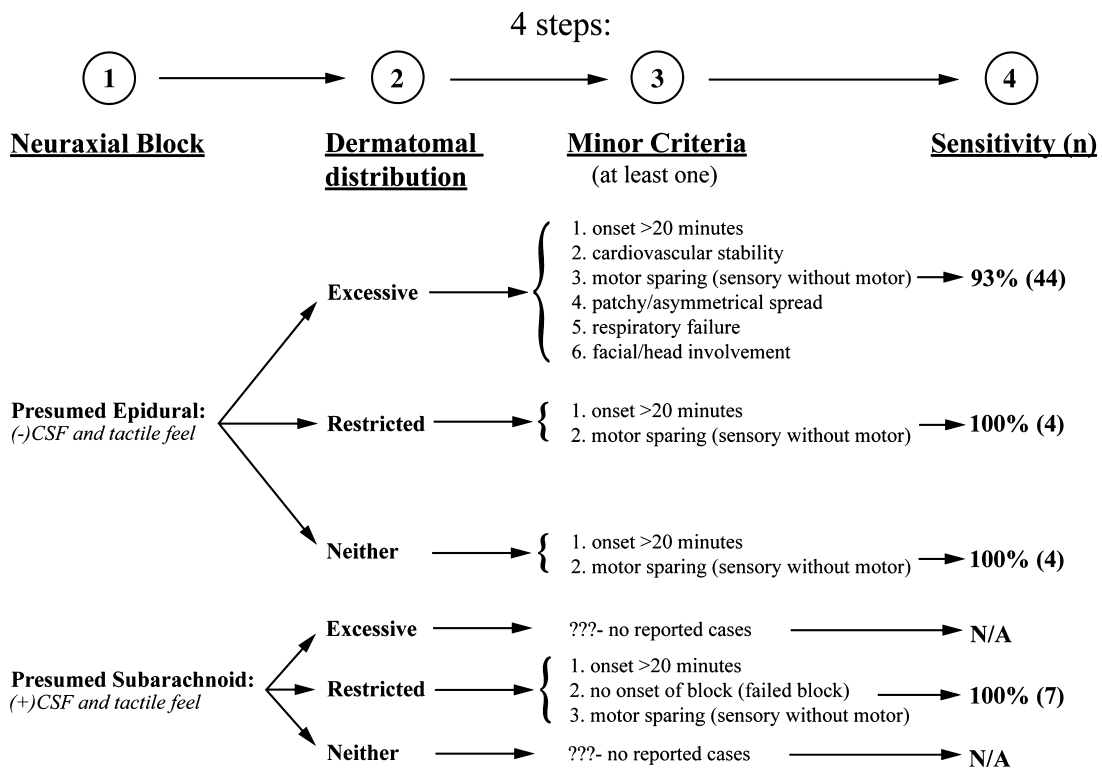 4 steps:
1 2 3 4
Neuraxial Block
Dermatomal
distribution
Minor Criteria
(at least one)
Sensitivity (n)
Presumed Epidural:
(-)CSF and tactile feel
Excessive
1. onset >20 minutes
2. cardiovascular stability
3. motor sparing (sensory without motor)
4. patchy/asymmetrical spread
5. respiratory failure
6. facial/head involvement
93% (44)
Restricted
1. onset >20 minutes
2. motor sparing (sensory without motor)
100% (4)
Neither
1. onset >20 minutes
2. motor sparing (sensory without motor)
100% (4)
Presumed Subarachnoid:
(+)CSF and tactile feel
Excessive
???- no reported cases
N/A
Restricted
1. onset >20 minutes
2. no onset of block (failed block)
3. motor sparing (sensory without motor)
100% (7)
Neither
???- no reported cases
N/A